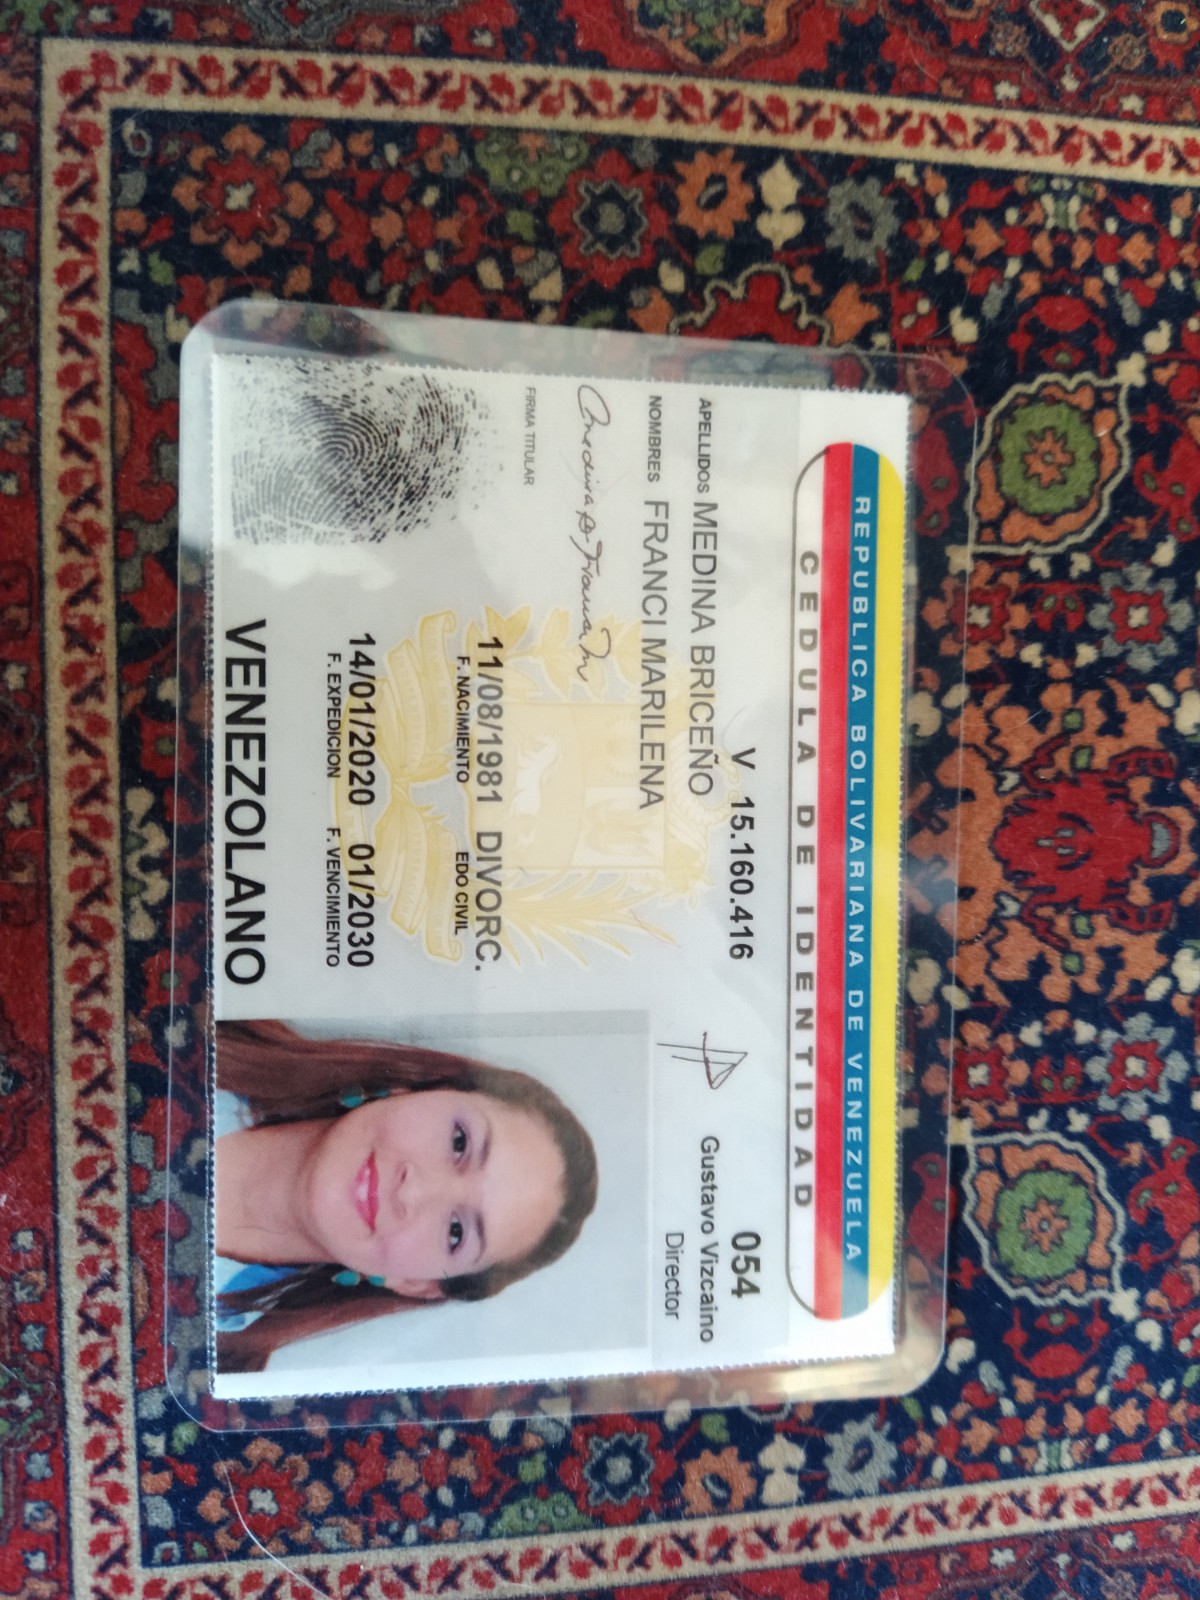 REPUBLICA BOLIVARIANA DE VENEZUELA
CEDULA DE IDENTIDAD
V 15.160.416 054
APELLIDOS MEDINA BRICEÑO
Gustavo Vizcaino
Director
NOMBRES FRANCI MARILENA
FIRMA TITULAR
11/08/1981 DIVORC.
F. NACIMIENTO EDO CIVIL
14/01/2020 01/2030
F. EXPEDICION F. VENCIMIENTO
VENEZOLANO